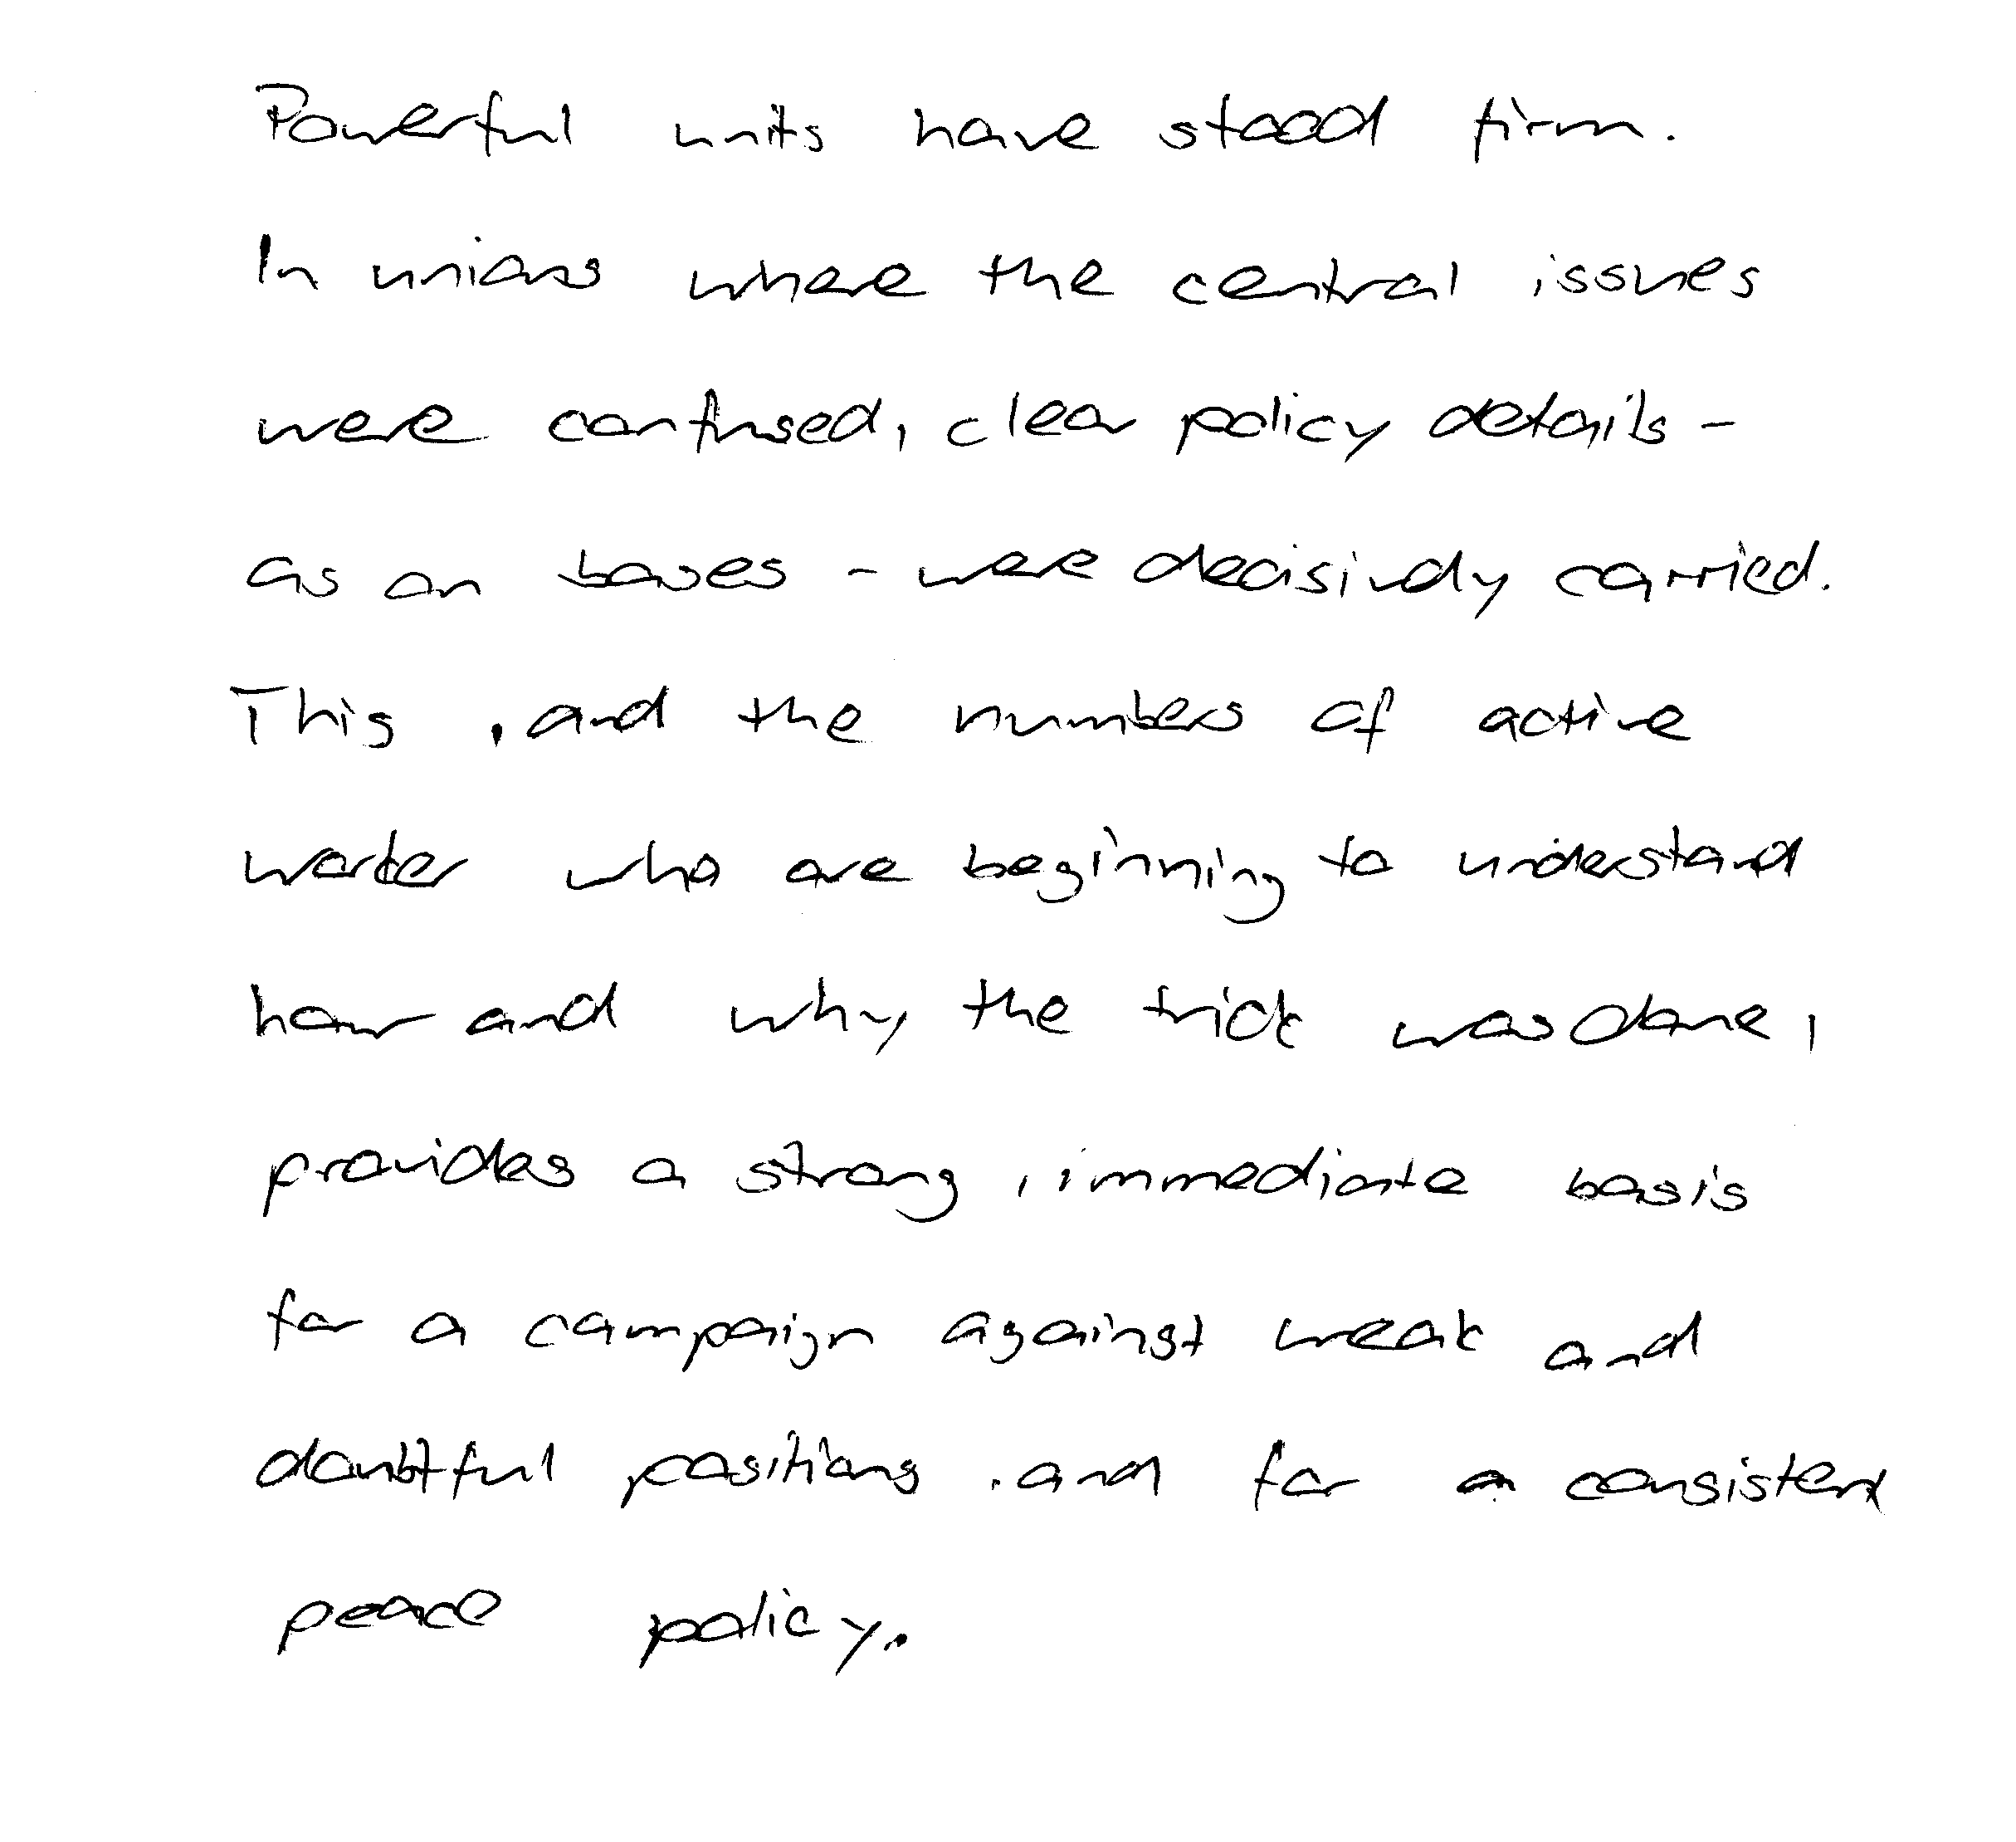 Powerful units have stood firm.
In unions where the central issues
were confused, clear policy details -
as on bases - were decisively carried.
This, and the numbers of active
worker who are beginning to understand
how and why the trick was done,
provides a strong, immediate basis
for a campaign against weak and
doubtful positions, and for a consistent
peace policy.